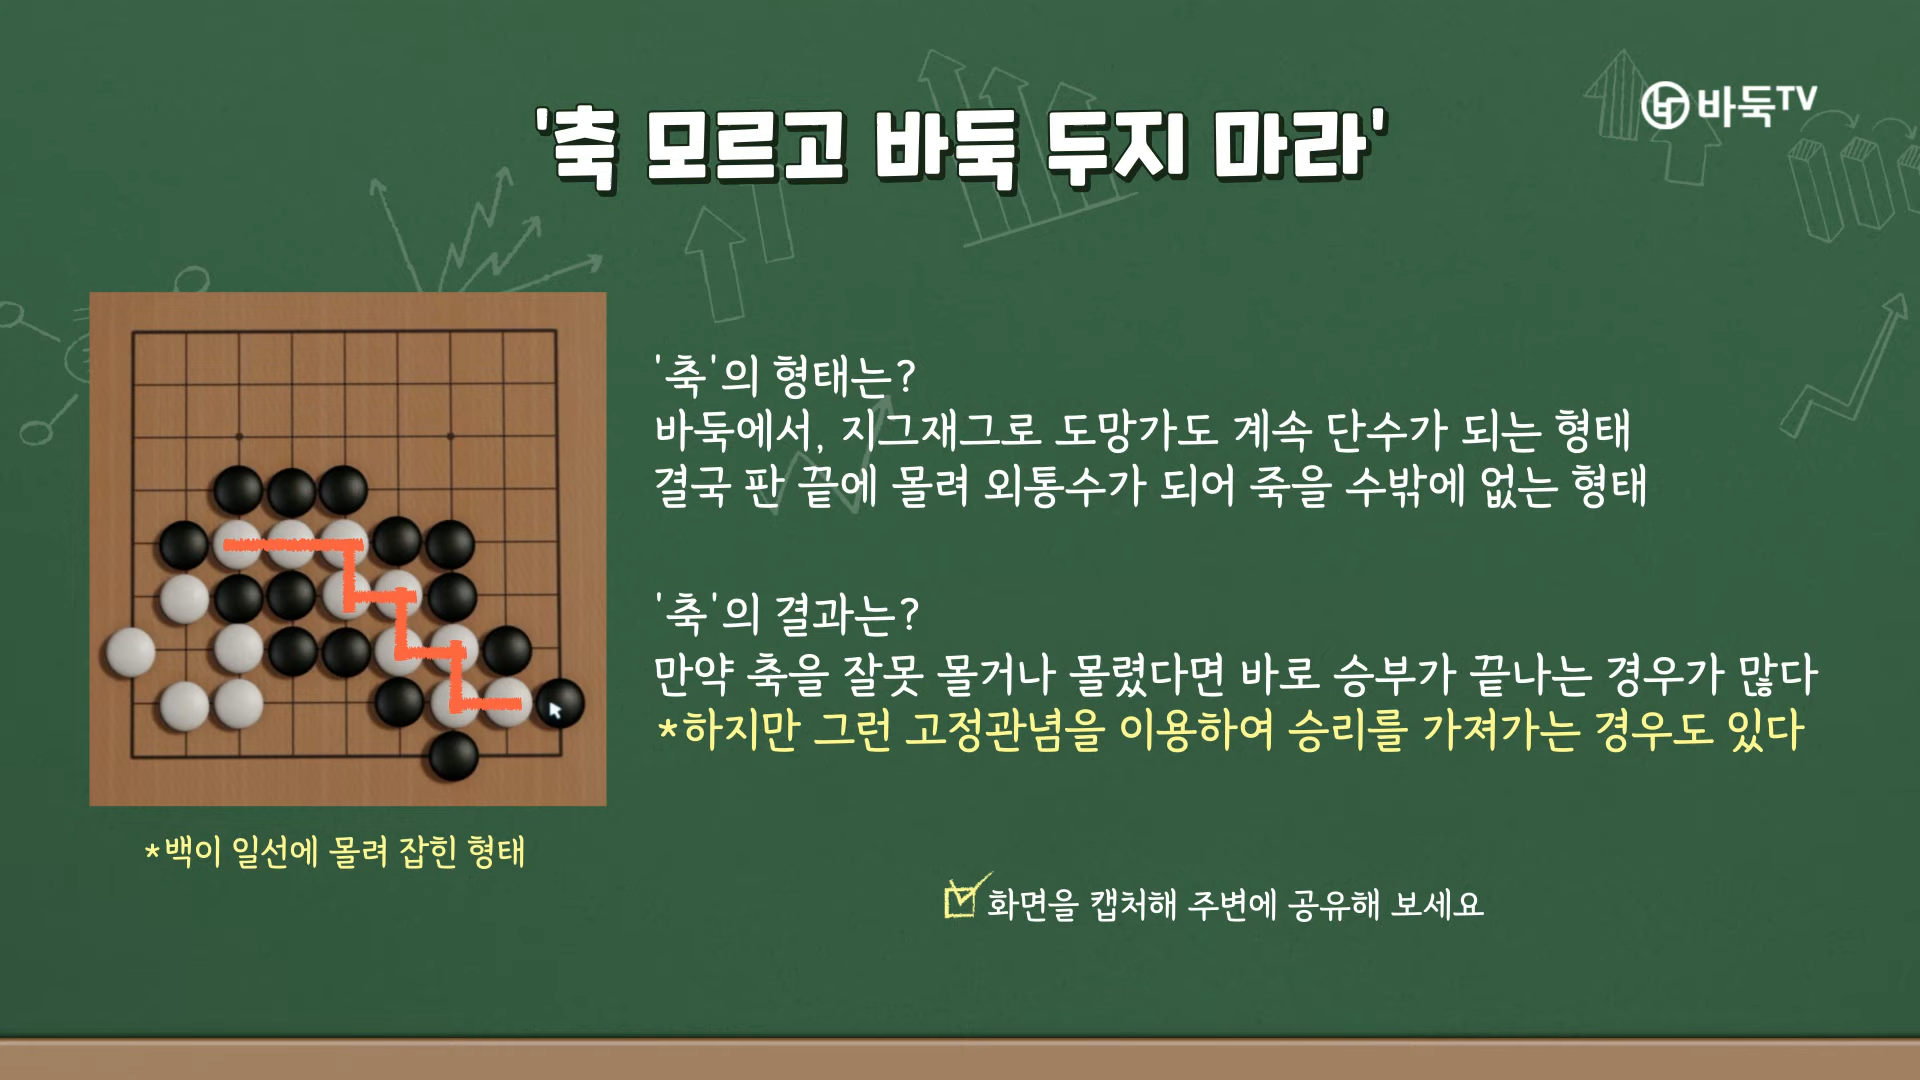 바둑TV
'축 모르고 바둑 두지 마라'
'축'의 형태는?
바둑에서, 지그재그로 도망가도 계속 단수가 되는 형태
결국 판 끝에 몰려 외통수가 되어 죽을 수밖에 없는 형태
'축'의 결과는?
만약 축을 잘못 몰거나 몰렸다면 바로 승부가 끝나는 경우가 많다
*하지만 그런 고정관념을 이용하여 승리를 가져가는 경우도 있다
*백이 일선에 몰려 잡힌 형태
화면을 캡처해 주변에 공유해 보세요